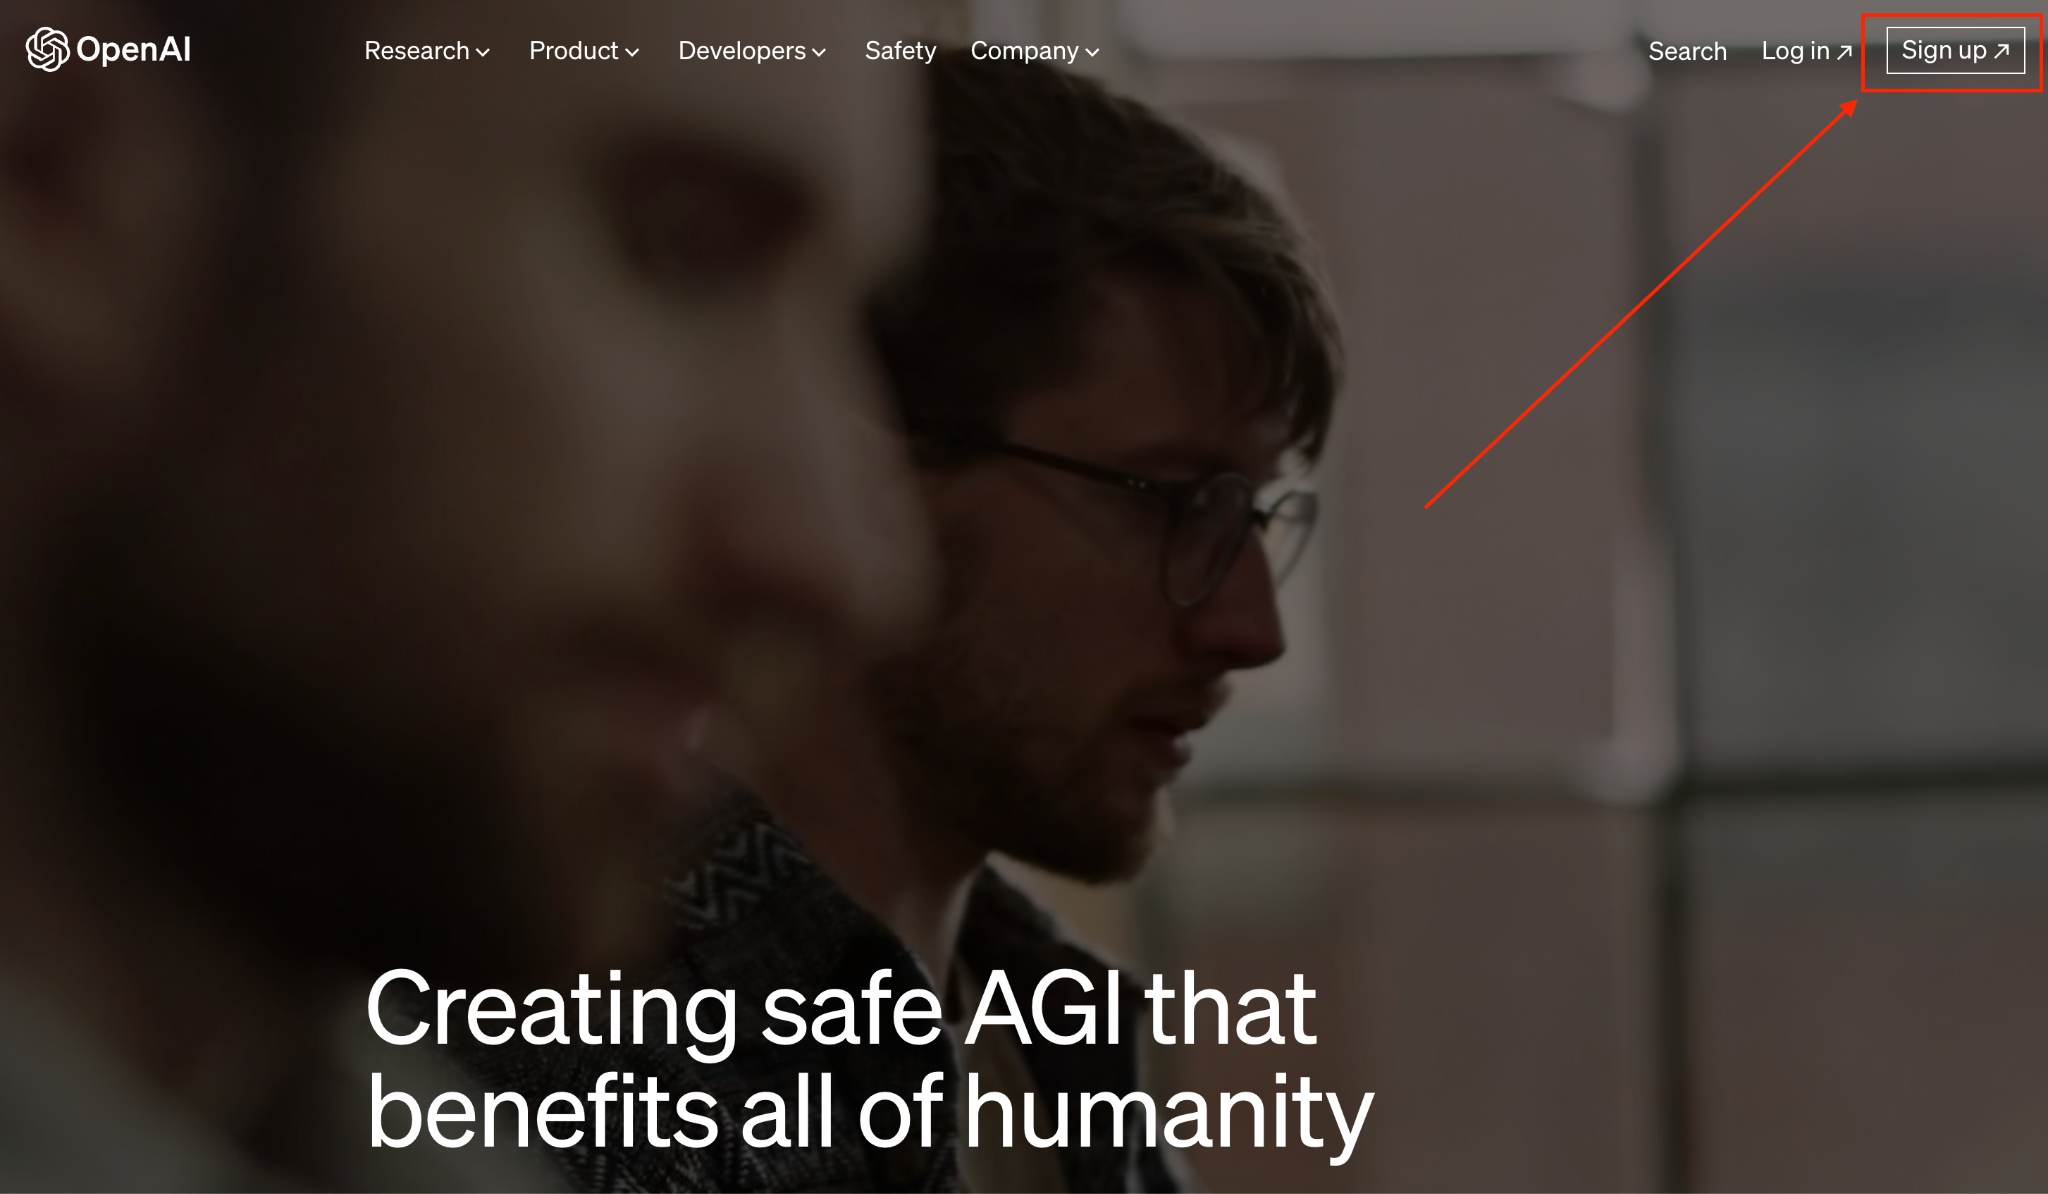 OpenAI
Research Product Developers Safety Company Search Log in ↗ Sign up ↗
Creating safe AGI that
benefits all of humanity